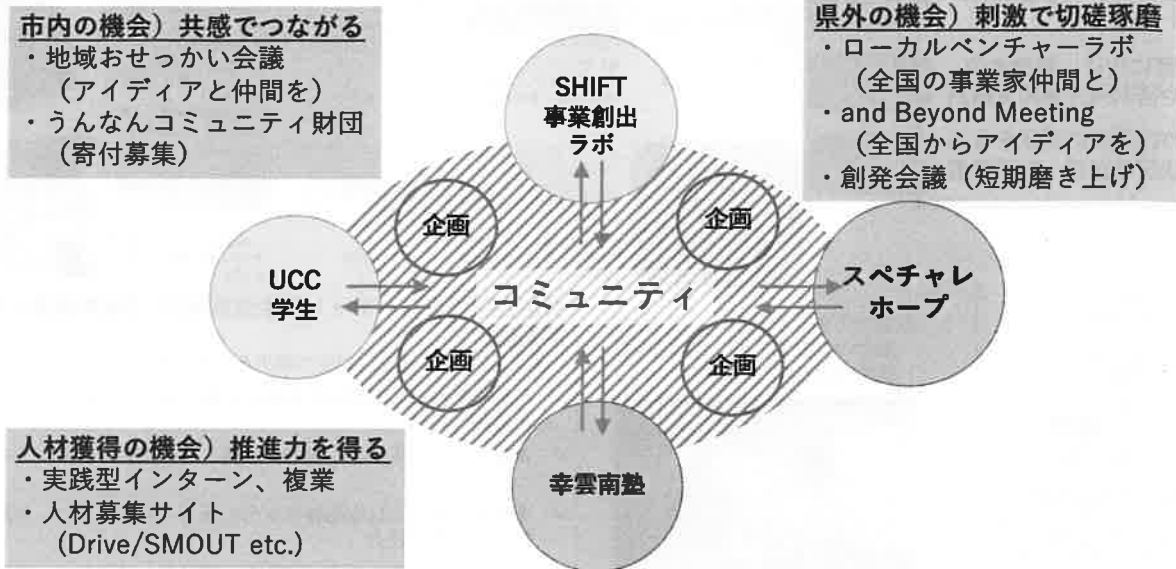 市内の機会）共感でつながる
・地域おせっかい会議
（アイディアと仲間を）
・うんなんコミュニティ財団
（寄付募集）
県外の機会）刺激で切磋琢磨
・ローカルベンチャーラボ
（全国の事業家仲間と）
・and Beyond Meeting
（全国からアイディアを）
・創発会議（短期磨き上げ）
SHIFT
事業創出
ラボ
企画
企画
UCC
学生
コミュニティ
スペチャレ
ホープ
企画
企画
幸雲南塾
人材獲得の機会）推進力を得る
・実践型インターン、複業
・人材募集サイト
（Drive/SMOUT etc.）